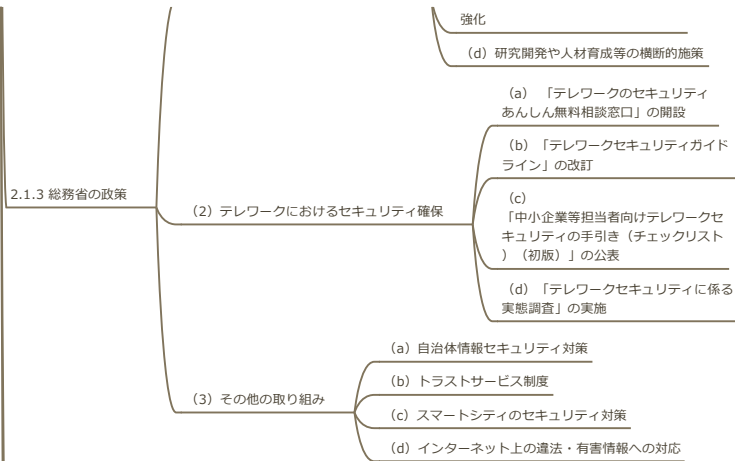 強化
（d）研究開発や人材育成等の横断的施策
（a）「テレワークのセキュリティ
あんしん無料相談窓口」の開設
（b）「テレワークセキュリティガイド
ライン」の改訂
2.1.3 総務省の政策
（2）テレワークにおけるセキュリティ確保
（c）
「中小企業等担当者向けテレワークセ
キュリティの手引き（チェックリスト
）（初版）」の公表
（d）「テレワークセキュリティに係る
実態調査」の実施
（3）その他の取り組み
（a）自治体情報セキュリティ対策
（b）トラストサービス制度
（c）スマートシティのセキュリティ対策
（d）インターネット上の違法・有害情報への対応